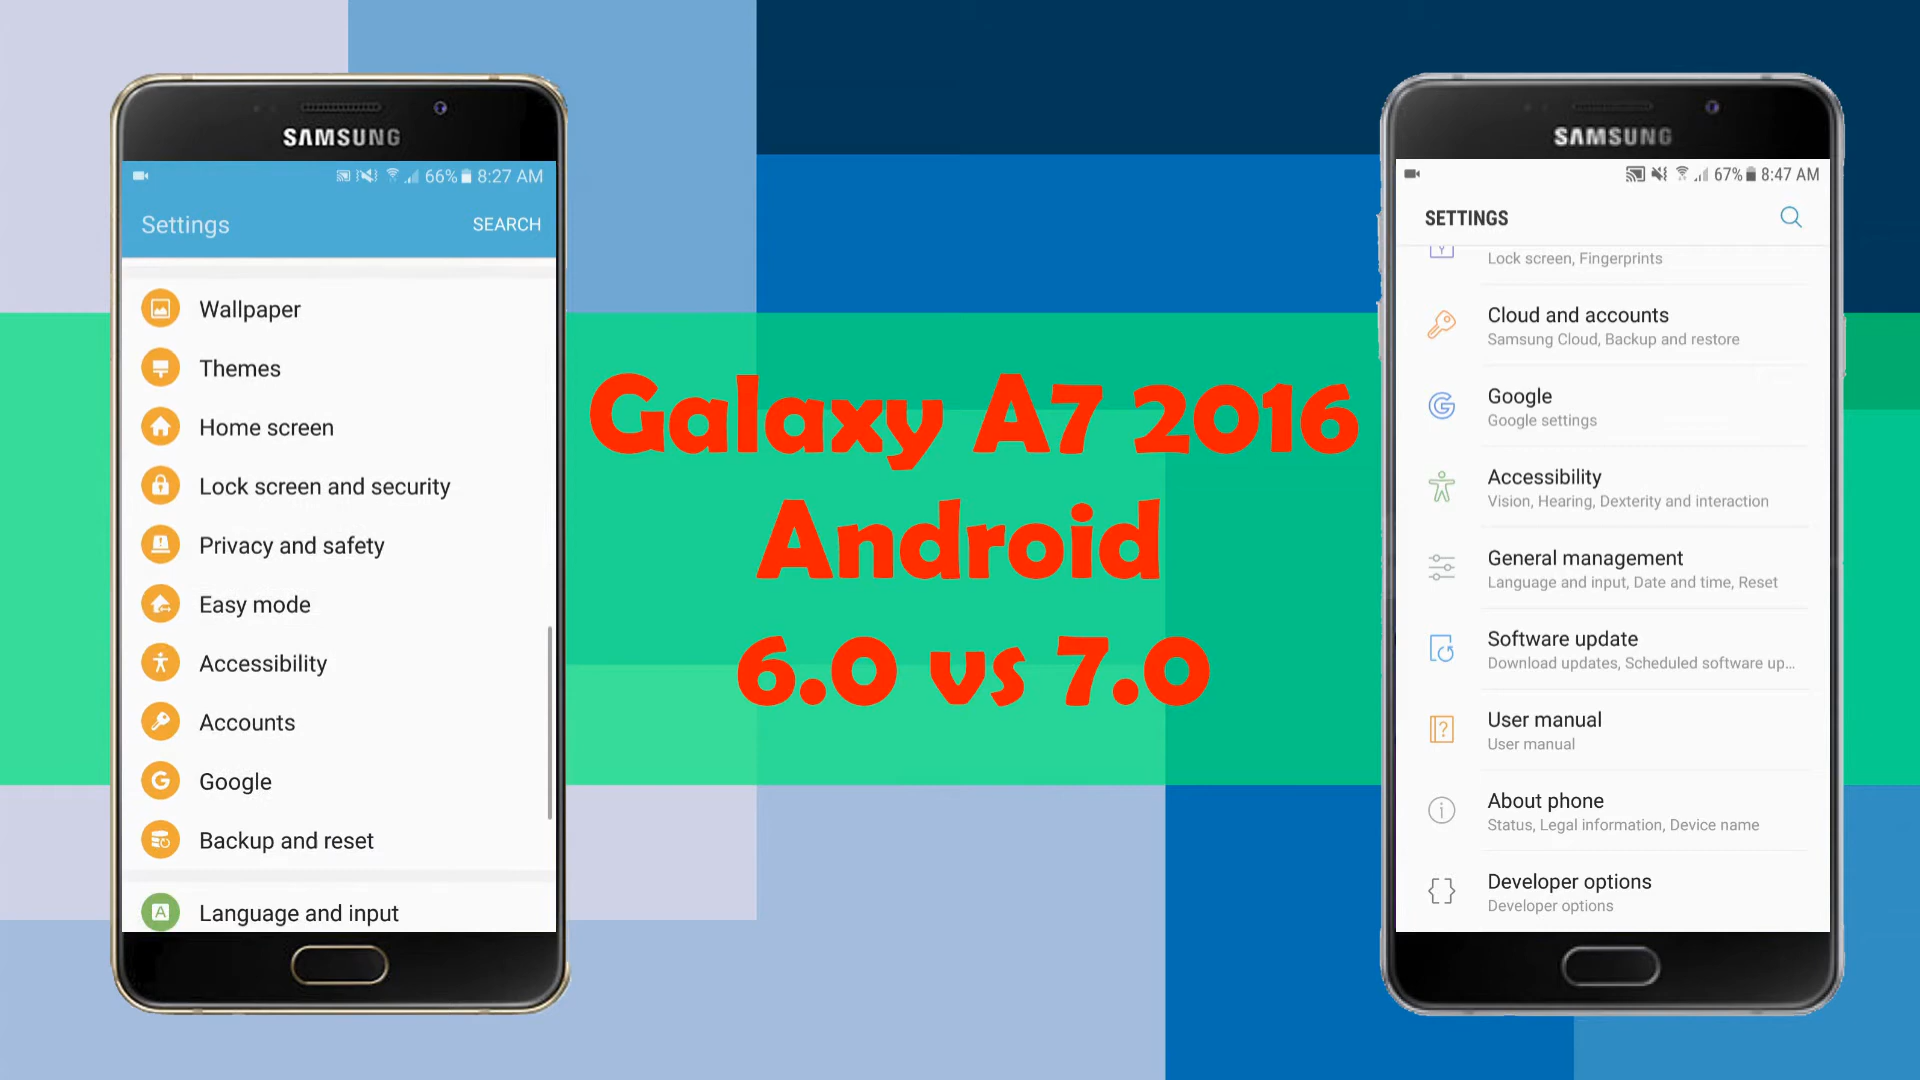 SAMSUNG
66% 8:27 AM
Settings SEARCH
Wallpaper
Themes
Home screen
Lock screen and security
Privacy and safety
Easy mode
Accessibility
Accounts
Google
Backup and reset
Language and input
Galaxy A7 2016
Android
6.0 vs 7.0
SAMSUNG
67% 8:47 AM
SETTINGS
Lock screen, Fingerprints
Cloud and accounts
Samsung Cloud, Backup and restore
Google
Google settings
Accessibility
Vision, Hearing, Dexterity and interaction
General management
Language and input, Date and time, Reset
Software update
Download updates, Scheduled software up...
User manual
User manual
About phone
Status, Legal information, Device name
Developer options
Developer options